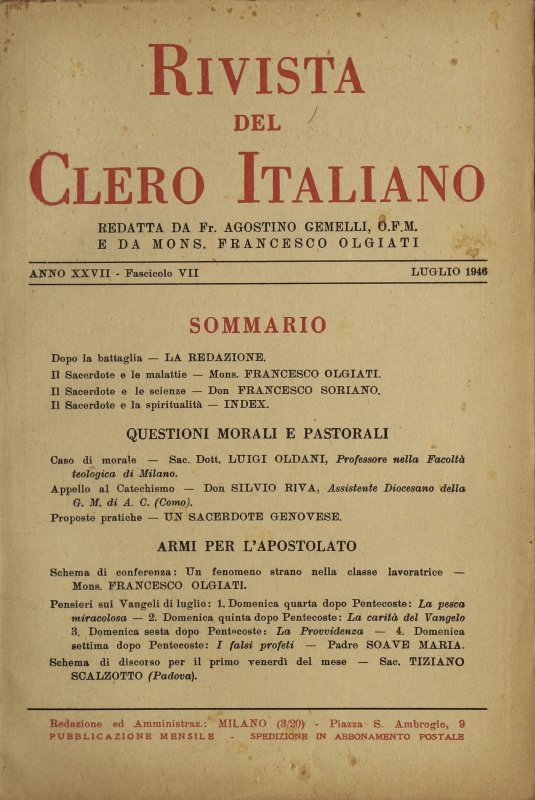 RIVISTA
DEL
CLERO ITALIANO
REDATTA DA Fr. AGOSTINO GEMELLI, O.F.M.
E DA MONS. FRANCESCO OLGIATI
ANNO XXVII - Fascicolo VII LUGLIO 1946
SOMMARIO
Dopo la battaglia — LA REDAZIONE.
Il Sacerdote e le malattie — Mons. FRANCESCO OLGIATI.
Il Sacerdote e le scienze — Don FRANCESCO SORIANO.
Il Sacerdote e la spiritualità — INDEX.
QUESTIONI MORALI E PASTORALI
Caso di morale — Sac. Dott. LUIGI OLDANI, Professore nella Facoltà
teologica di Milano.
Appello al Catechismo — Don SILVIO RIVA, Assistente Diocesano della
G. M. di A. C. (Como).
Proposte pratiche — UN SACERDOTE GENOVESE.
ARMI PER L'APOSTOLATO
Schema di conferenza: Un fenomeno strano nella classe lavoratrice —
Mons. FRANCESCO OLGIATI.
Pensieri sui Vangeli di luglio: 1. Domenica quarta dopo Pentecoste: La pesca
miracolosa — 2. Domenica quinta dopo Pentecoste: La carità del Vangelo
3. Domenica sesta dopo Pentecoste: La Provvidenza — 4. Domenica
settima dopo Pentecoste: I falsi profeti — Padre SOAVE MARIA.
Schema di discorso per il primo venerdì del mese — Sac. TIZIANO
SCALZOTTO (Padova).
Redazione ed Amministraz.: MILANO (3/20) - Piazza S. Ambrogio, 9
PUBBLICAZIONE MENSILE - SPEDIZIONE IN ABBONAMENTO POSTALE